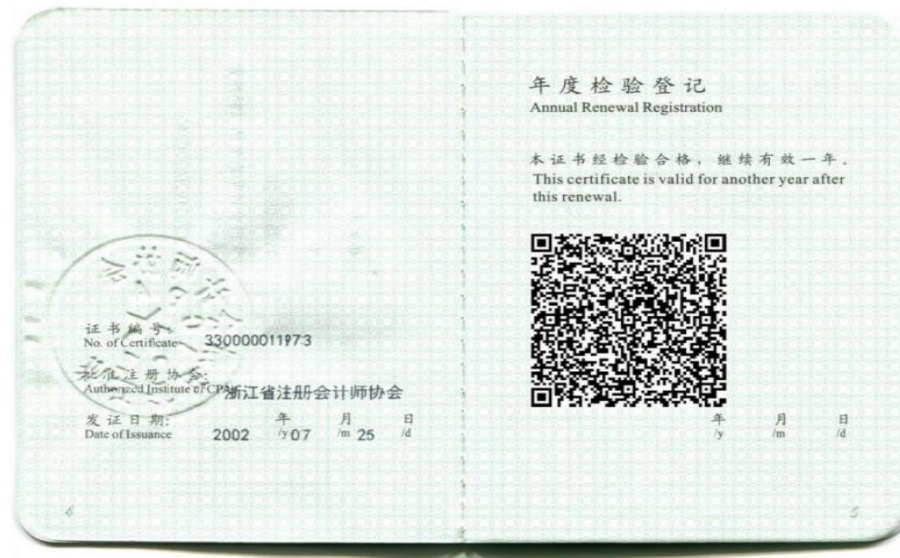 证书编号:
No. of Certificate
330000011973
批准注册协会:
Authorized Institute of CPAs
浙江省注册会计师协会
发证日期:
Date of Issuance
2002 年 07 月 25 日
/y /m /d
6
年度检验登记
Annual Renewal Registration
本证书经检验合格,继续有效一年。
This certificate is valid for another year after
this renewal.
年 月 日
/y /m /d
5